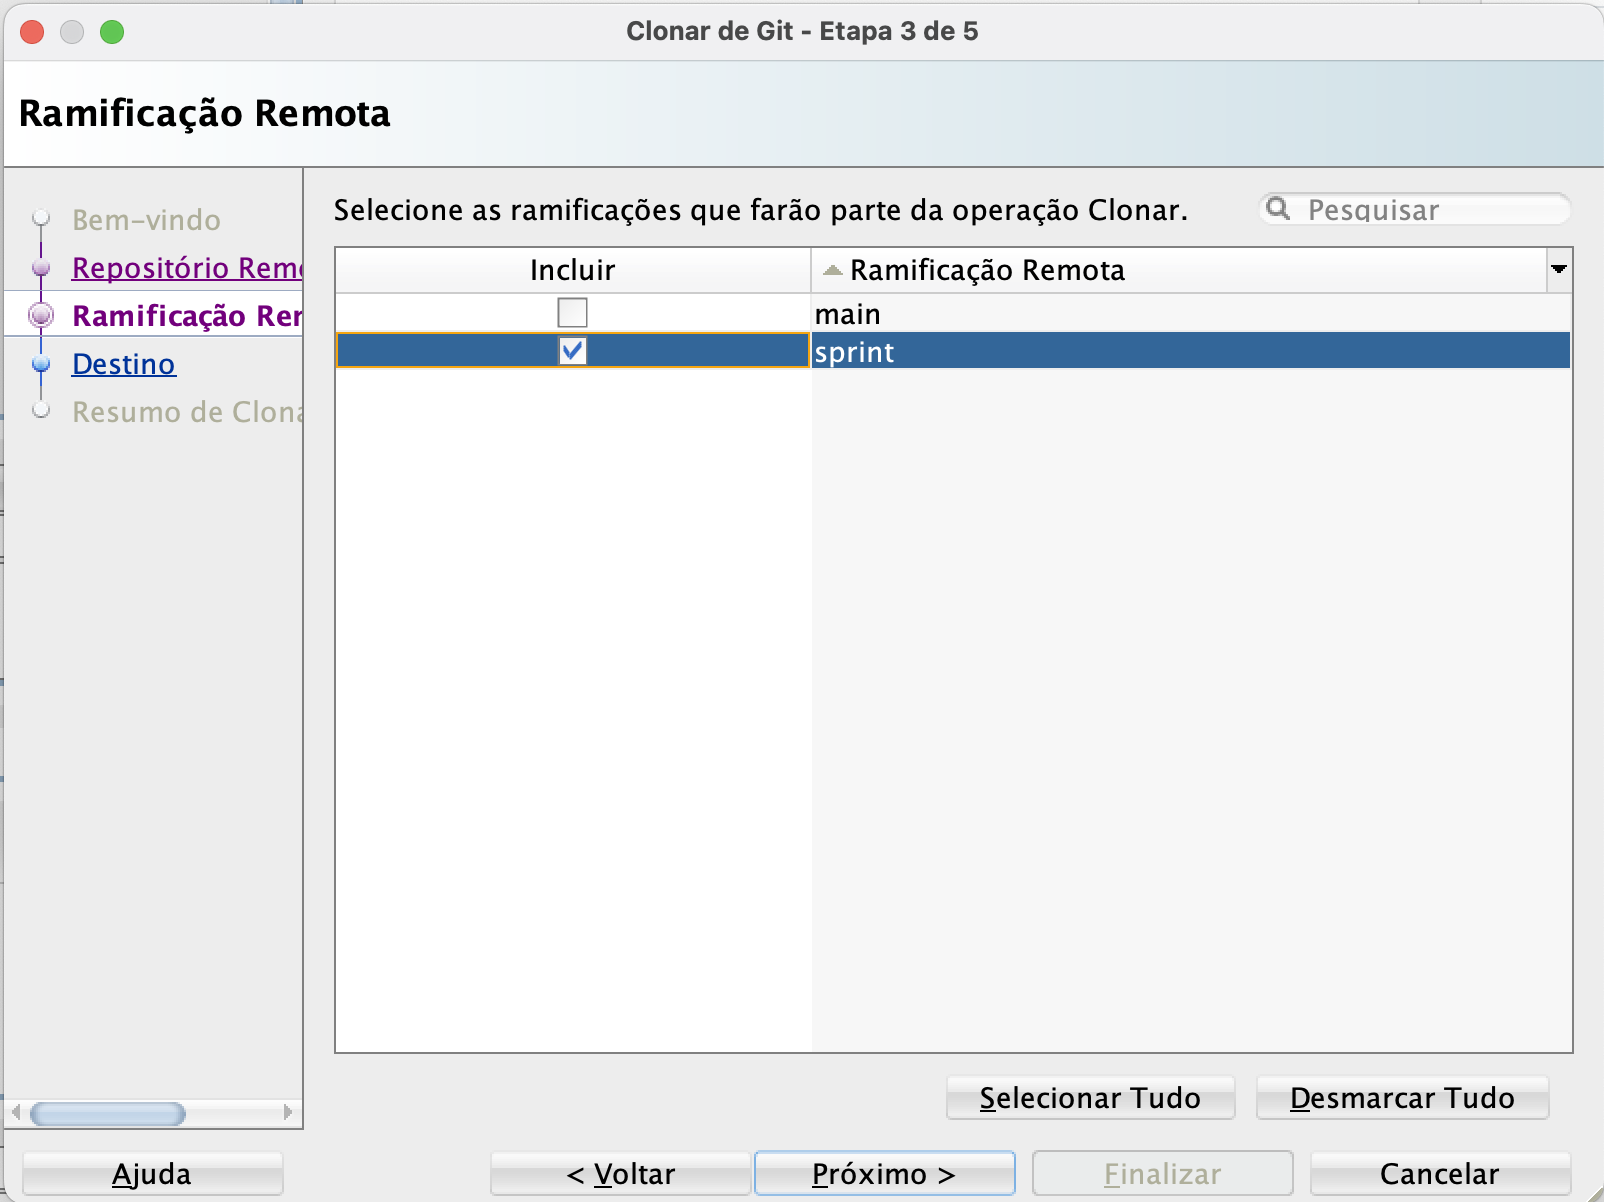 Clonar de Git - Etapa 3 de 5
Ramificação Remota
Bem-vindo
Repositório Remo
Ramificação Rem
Destino
Resumo de Clona
Selecione as ramificações que farão parte da operação Clonar.
Pesquisar
Incluir
Ramificação Remota
main
sprint
Selecionar Tudo
Desmarcar Tudo
Ajuda
< Voltar
Próximo >
Finalizar
Cancelar